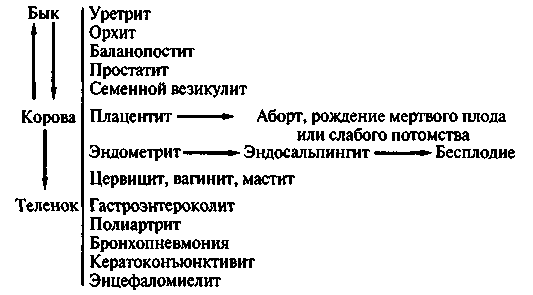 Бык Уретрит
Орхит
Баланопостит
Простатит
Семенной везикулит
Корова Плацентит Аборт, рождение мертвого плода
или слабого потомства
Эндометрит Эндосальпингит Бесплодие
Цервицит, вагинит, мастит
Теленок Гастроэнтероколит
Полиартрит
Бронхопневмония
Кератоконъюнктивит
Энцефаломиелит